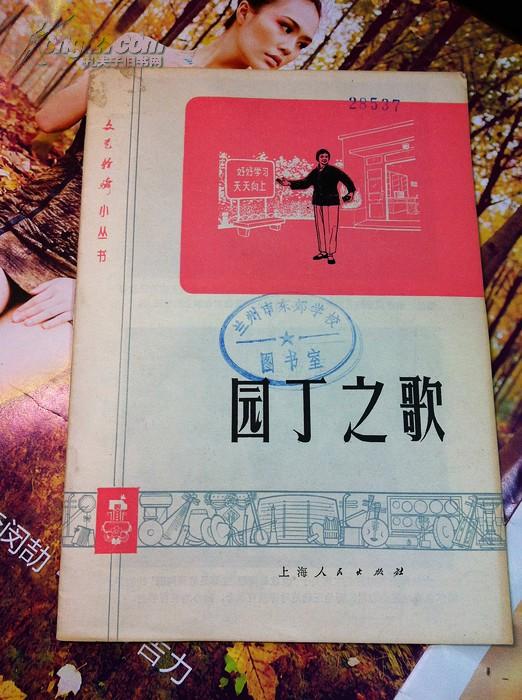 孔夫子旧书网
28537
文艺轻骑小丛书
好好学习
天天向上
兰州市东郊学校
图书室
园丁之歌
上海人民出版社